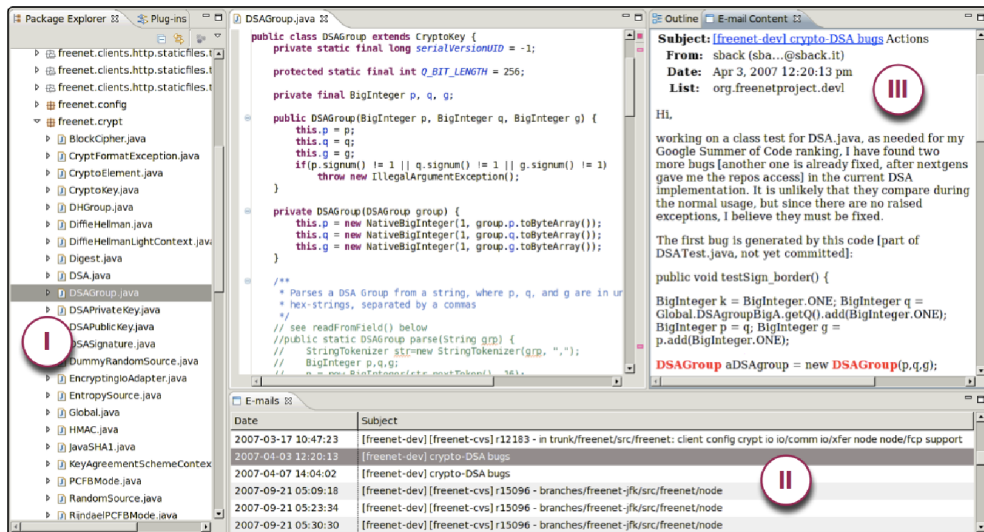 Package Explorer
Plug-ins
freenet.clients.http.staticfiles.t
freenet.clients.http.staticfiles.t
freenet.clients.http.staticfiles.t
freenet.config
freenet.crypt
BlockCipher.java
CryptFormatException.java
CryptoElement.java
CryptoKey.java
DHGroup.java
DiffieHellman.java
DiffieHellmanLightContext.java
Digest.java
DSA.java
DSAGroup.java
DSAPrivateKey.java
DSAPublicKey.java
DSASignature.java
DummyRandomSource.java
EncryptingIoAdapter.java
EntropySource.java
Global.java
HMAC.java
JavaSHA1.java
KeyAgreementSchemeContex
PCFBMode.java
RandomSource.java
RijndaelPCFBMode.java
I
DSAGroup.java
public class DSAGroup extends CryptoKey {
private static final long serialVersionUID = -1;
protected static final int Q_BIT_LENGTH = 256;
private final BigInteger p, q, g;
public DSAGroup(BigInteger p, BigInteger q, BigInteger g) {
this.p = p;
this.q = q;
this.g = g;
if(p.signum() != 1 || q.signum() != 1 || g.signum() != 1)
throw new IllegalArgumentException();
}
private DSAGroup(DSAGroup group) {
this.p = new NativeBigInteger(1, group.p.toByteArray());
this.q = new NativeBigInteger(1, group.q.toByteArray());
this.g = new NativeBigInteger(1, group.g.toByteArray());
}
/**
* Parses a DSA Group from a string, where p, q, and g are in un
* hex-strings, separated by a commas
*/
// see readFromField() below
//public static DSAGroup parse(String grp) {
// StringTokenizer str=new StringTokenizer(grp, ",");
// BigInteger p,q,g;
// p = new BigInteger(str.nextToken(), 16);
Outline
E-mail Content
Subject: [freenet-dev] crypto-DSA bugs Actions
From: sback (sba...@sback.it)
Date: Apr 3, 2007 12:20:13 pm
List: org.freenetproject.devl
III
Hi,
working on a class test for DSA.java, as needed for my
Google Summer of Code ranking, I have found two
more bugs [another one is already fixed, after nextgens
gave me the repos access] in the current DSA
implementation. It is unlikely that they compare during
the normal usage, but since there are no raised
exceptions, I believe they must be fixed.
The first bug is generated by this code [part of
DSATest.java, not yet committed]:
public void testSign_border() {
BigInteger k = BigInteger.ONE; BigInteger q =
Global.DSAgroupBigA.getQ().add(BigInteger.ONE);
BigInteger p = q; BigInteger g =
p.add(BigInteger.ONE);
DSAGroup aDSAgroup = new DSAGroup(p,q,g);
E-mails
Date Subject
2007-03-17 10:47:23 [freenet-dev] [freenet-cvs] r12183 - in trunk/freenet/src/freenet: client config crypt io io/comm io/xfer node node/fcp support
2007-04-03 12:20:13 [freenet-dev] crypto-DSA bugs
2007-04-07 14:04:02 [freenet-dev] crypto-DSA bugs
2007-09-21 05:09:18 [freenet-dev] [freenet-cvs] r15096 - branches/freenet-jfk/src/freenet/node
2007-09-21 05:23:34 [freenet-dev] [freenet-cvs] r15096 - branches/freenet-jfk/src/freenet/node
2007-09-21 05:30:30 [freenet-dev] [freenet-cvs] r15096 - branches/freenet-jfk/src/freenet/node
II